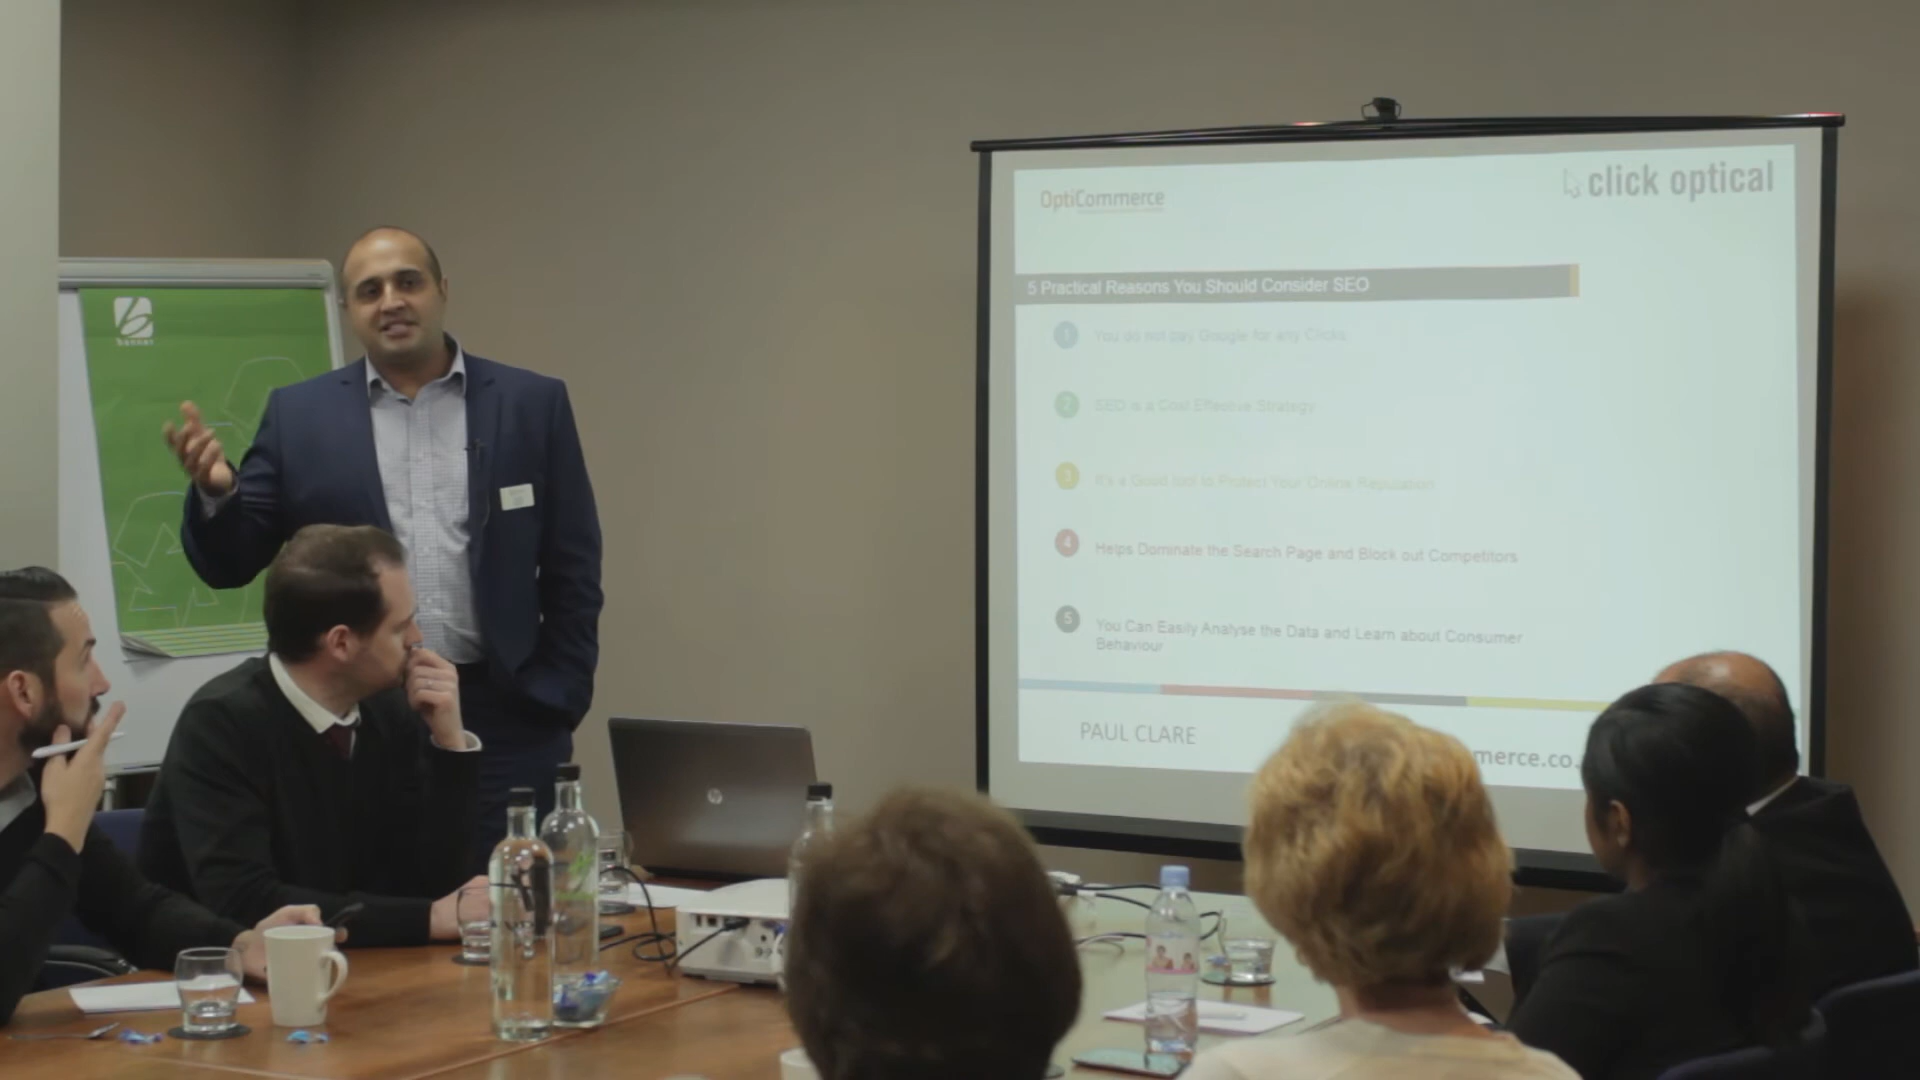 banner
OptiCommerce
click optical
5 Practical Reasons You Should Consider SEO
1 You do not pay Google for any Clicks
2 SEO is a Cost Effective Strategy
3 It's a Good tool to Protect Your Online Reputation
4 Helps Dominate the Search Page and Block out Competitors
5 You Can Easily Analyse the Data and Learn about Consumer
Behaviour
PAUL CLARE
merce.co.
hp